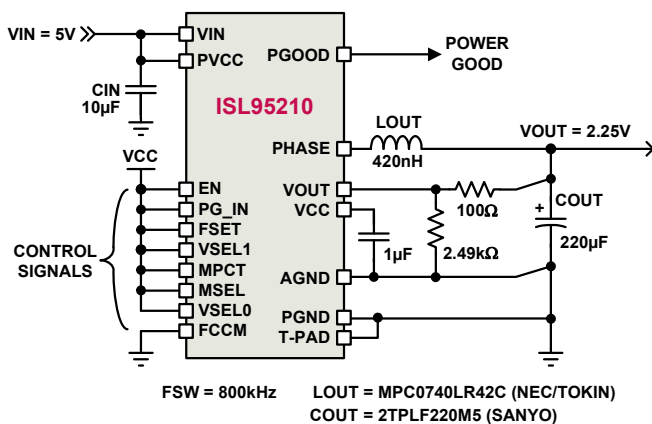 VIN = 5V
VIN
PVCC
PGOOD
POWER
GOOD
CIN
10µF
ISL95210
LOUT
420nH
VOUT = 2.25V
PHASE
VCC
EN
PG_IN
FSET
VSEL1
MPCT
MSEL
VSEL0
FCCM
CONTROL
SIGNALS
VOUT
VCC
100Ω
1µF
2.49kΩ
COUT
+
220µF
AGND
PGND
T-PAD
FSW = 800kHz
LOUT = MPC0740LR42C (NEC/TOKIN)
COUT = 2TPLF220M5 (SANYO)